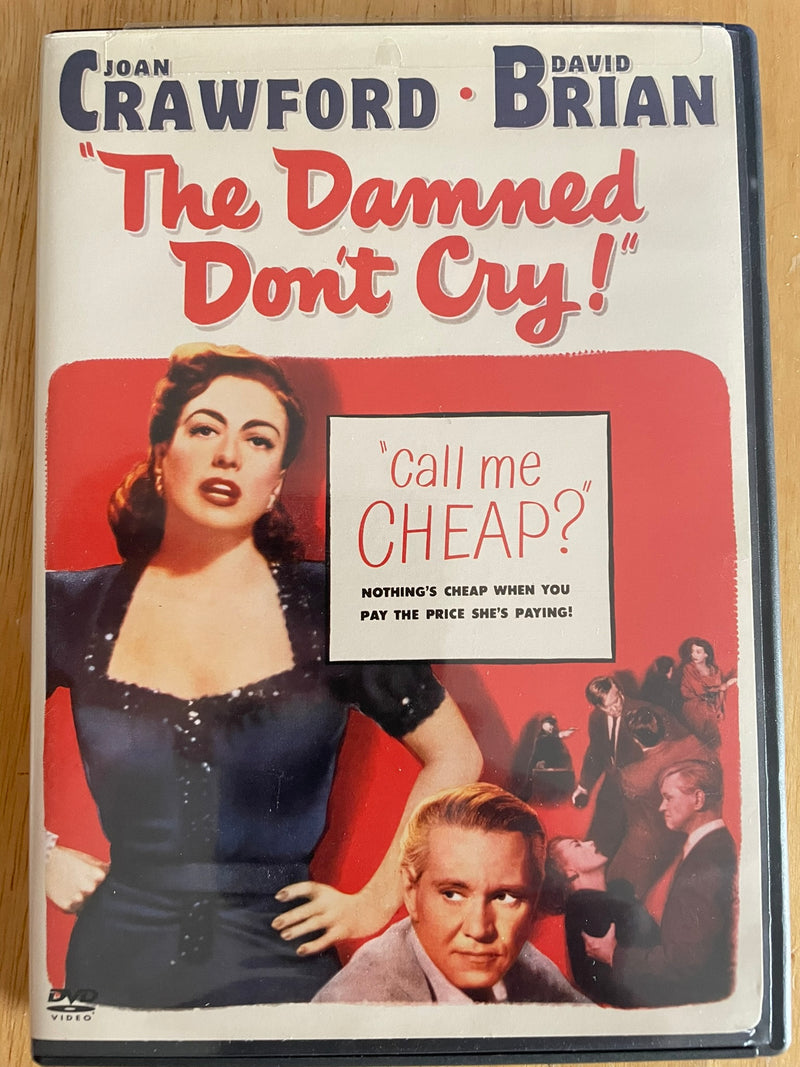 JOAN DAVID
CRAWFORD · BRIAN
"The Damned
Don't Cry!"
"call me
CHEAP?"
NOTHING'S CHEAP WHEN YOU
PAY THE PRICE SHE'S PAYING!
DVD
VIDEO